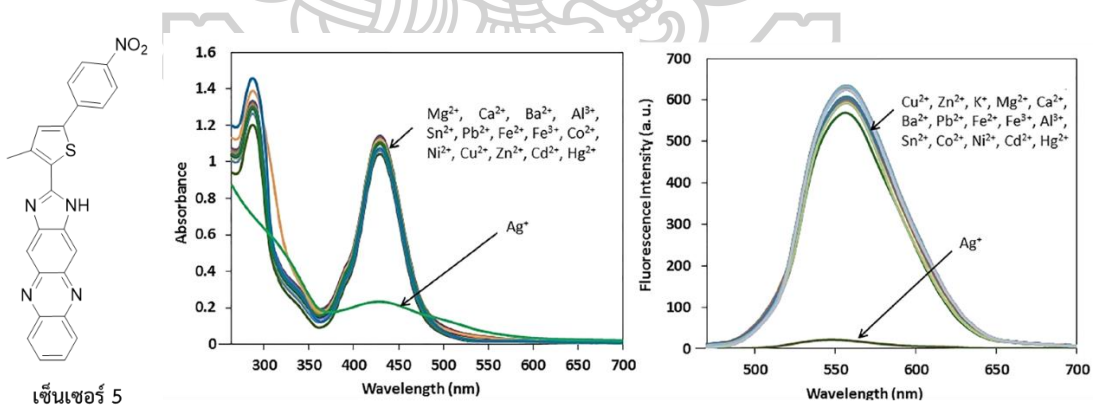 NO2
S
N
NH
N
N
เซ็นเซอร์ 5
1.6
1.4
1.2
1
0.8
0.6
0.4
0.2
0
Absorbance
Mg²⁺, Ca²⁺, Ba²⁺, Al³⁺,
Sn²⁺, Pb²⁺, Fe²⁺, Fe³⁺, Co²⁺,
Ni²⁺, Cu²⁺, Zn²⁺, Cd²⁺, Hg²⁺
Ag⁺
300 350 400 450 500 550 600 650 700
Wavelength (nm)
700
600
500
400
300
200
100
0
Fluorescence Intensity (a. u.)
Cu²⁺, Zn²⁺, K⁺, Mg²⁺, Ca²⁺,
Ba²⁺, Pb²⁺, Fe²⁺, Fe³⁺, Al³⁺,
Sn²⁺, Co²⁺, Ni²⁺, Cd²⁺, Hg²⁺
Ag⁺
500 550 600 650 700
Wavelength (nm)